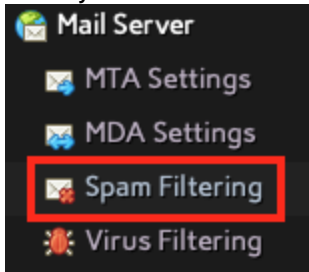 Mail Server
MTA Settings
MDA Settings
Spam Filtering
Virus Filtering